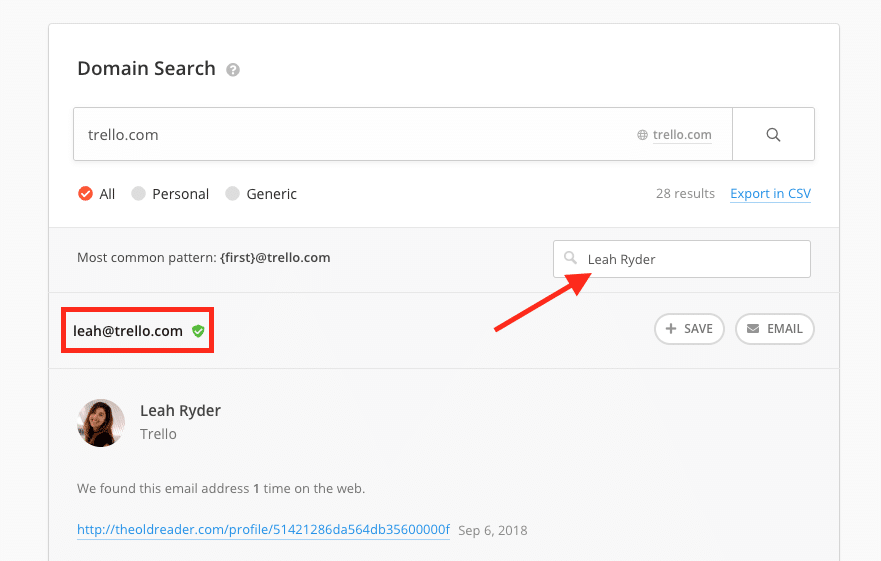 Domain Search ?
trello.com trello.com
All Personal Generic 28 results Export in CSV
Most common pattern: {first}@trello.com Leah Ryder
leah@trello.com + SAVE EMAIL
Leah Ryder
Trello
We found this email address 1 time on the web.
http://theoldreader.com/profile/51421286da564db35600000f Sep 6, 2018